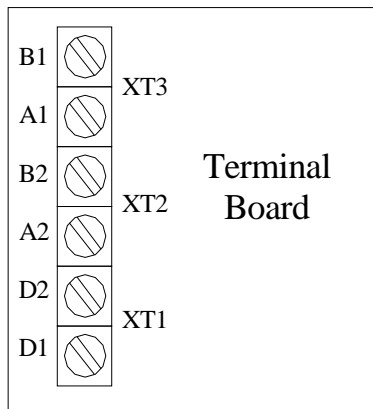 B1
XT3
A1
B2
Terminal
XT2
Board
A2
D2
XT1
D1